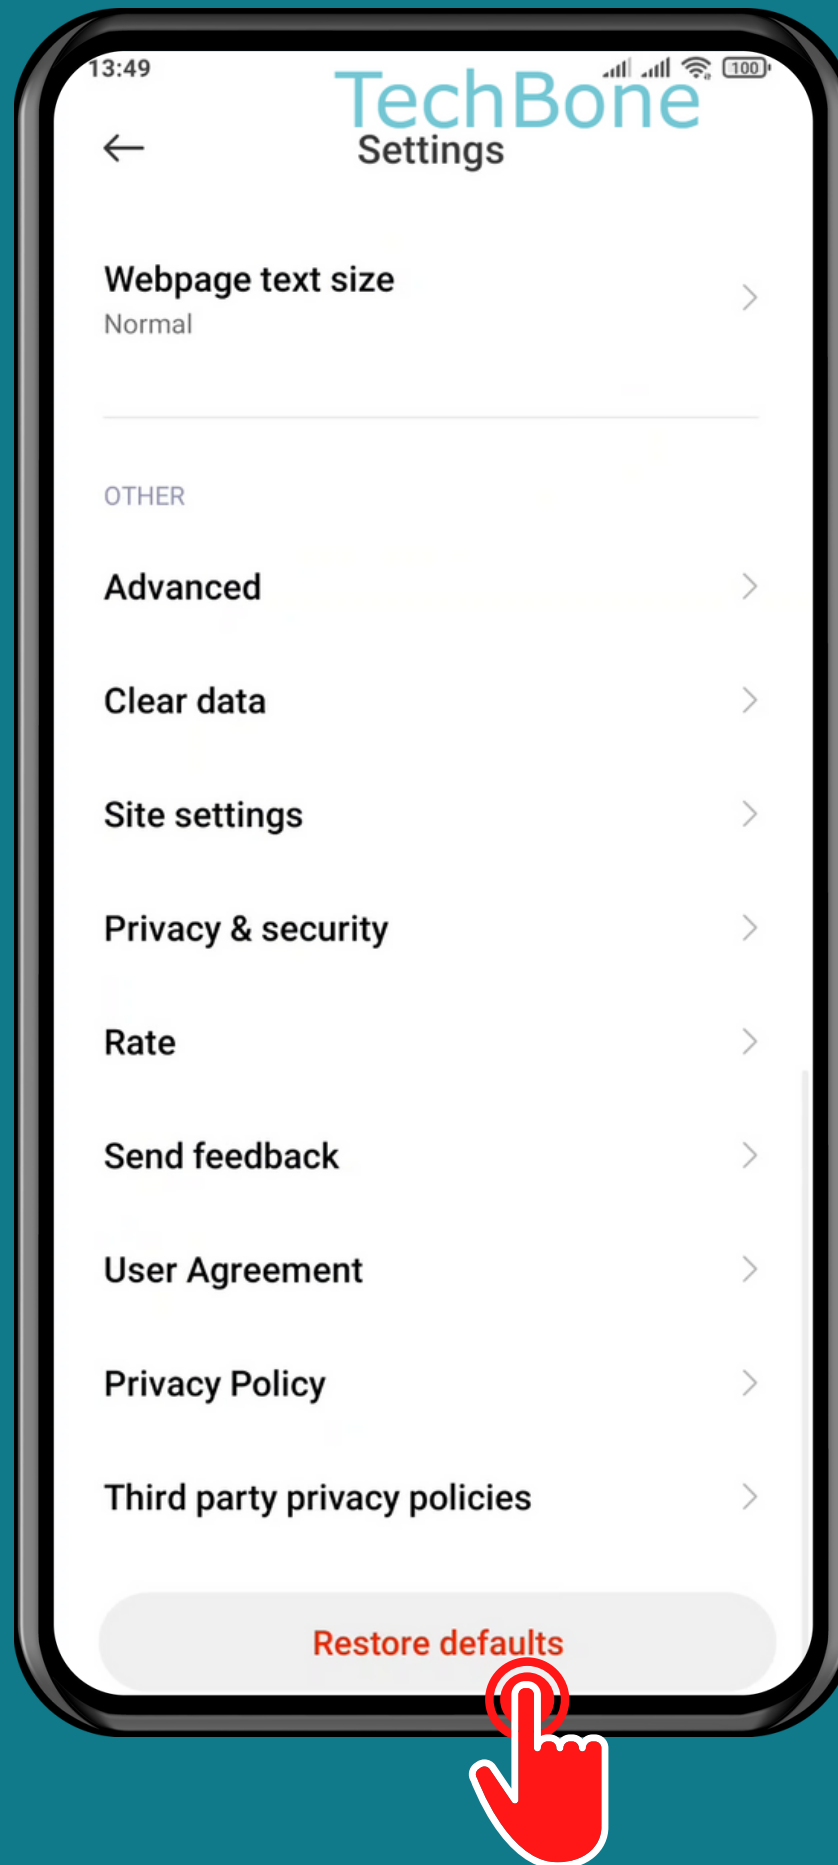 13:49
100
TechBone
Settings
Webpage text size
Normal
OTHER
Advanced
Clear data
Site settings
Privacy & security
Rate
Send feedback
User Agreement
Privacy Policy
Third party privacy policies
Restore defaults